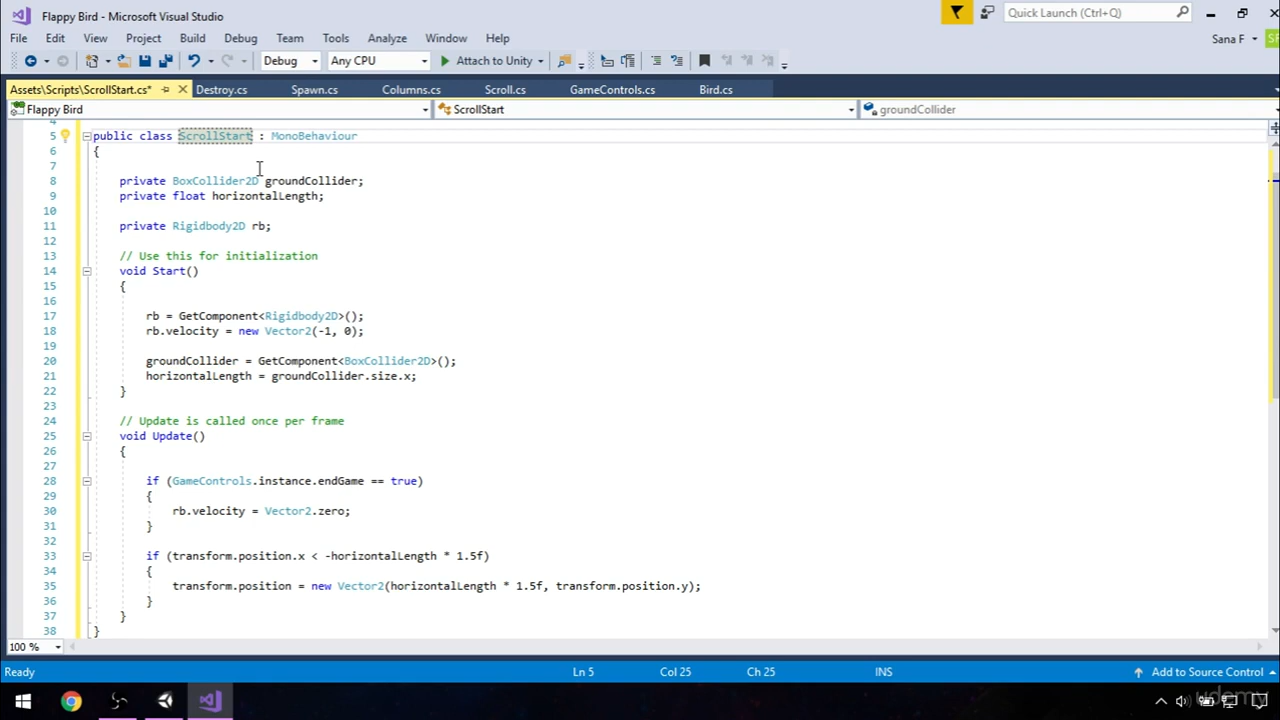 Flappy Bird - Microsoft Visual Studio
Quick Launch (Ctrl+Q)
File Edit View Project Build Debug Team Tools Analyze Window Help
Sana F
SF
Debug Any CPU Attach to Unity
Assets\Scripts\ScrollStart.cs* Destroy.cs Spawn.cs Columns.cs Scroll.cs GameControls.cs Bird.cs
Flappy Bird ScrollStart groundCollider
4
5 public class ScrollStart : MonoBehaviour
6 {
7
8 private BoxCollider2D groundCollider;
9 private float horizontalLength;
10
11 private Rigidbody2D rb;
12
13 // Use this for initialization
14 void Start()
15 {
16
17 rb = GetComponent<Rigidbody2D>();
18 rb.velocity = new Vector2(-1, 0);
19
20 groundCollider = GetComponent<BoxCollider2D>();
21 horizontalLength = groundCollider.size.x;
22 }
23
24 // Update is called once per frame
25 void Update()
26 {
27
28 if (GameControls.instance.endGame == true)
29 {
30 rb.velocity = Vector2.zero;
31 }
32
33 if (transform.position.x < -horizontalLength * 1.5f)
34 {
35 transform.position = new Vector2(horizontalLength * 1.5f, transform.position.y);
36 }
37 }
38 }
100 %
Ready Ln 5 Col 25 Ch 25 INS Add to Source Control
udemy